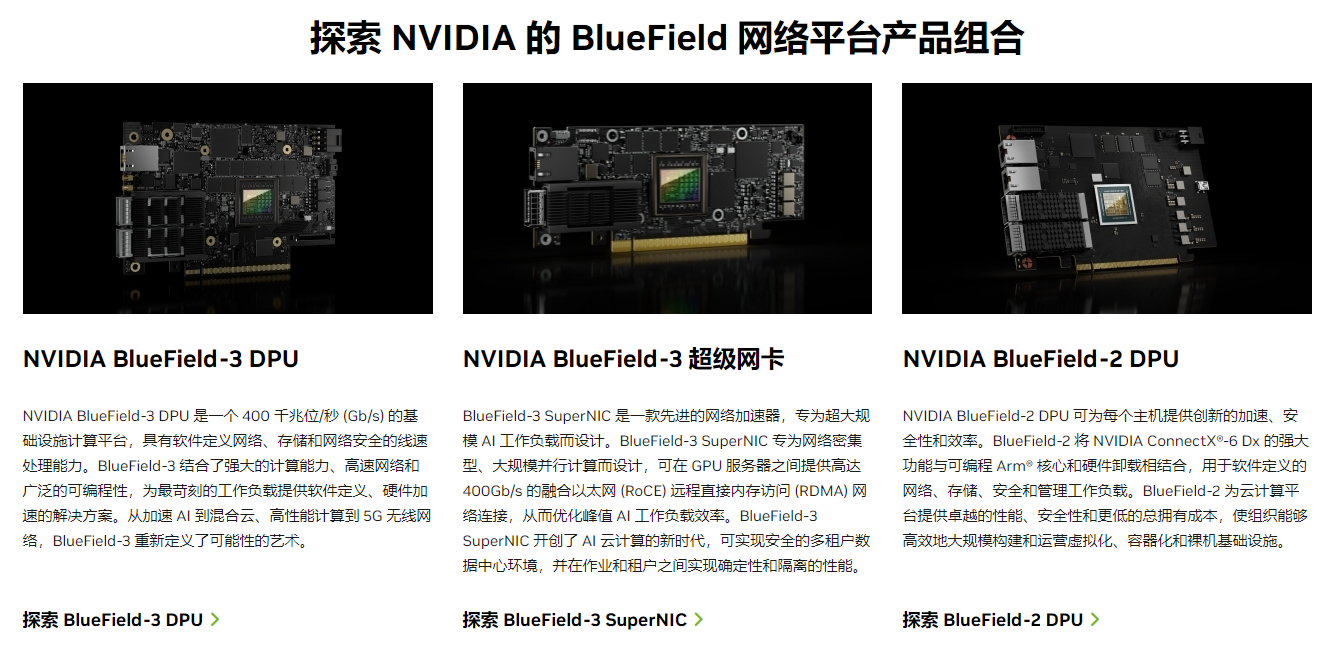 探索 NVIDIA 的 BlueField 网络平台产品组合
NVIDIA BlueField-3 DPU
NVIDIA BlueField-3 DPU 是一个 400 千兆位/秒 (Gb/s) 的基
础设施计算平台，具有软件定义网络、存储和网络安全的线速
处理能力。BlueField-3 结合了强大的计算能力、高速网络和
广泛的可编程性，为最苛刻的工作负载提供软件定义、硬件加
速的解决方案。从加速 AI 到混合云、高性能计算到 5G 无线网
络，BlueField-3 重新定义了可能性的艺术。
探索 BlueField-3 DPU
NVIDIA BlueField-3 超级网卡
BlueField-3 SuperNIC 是一款先进的网络加速器，专为超大规
模 AI 工作负载而设计。BlueField-3 SuperNIC 专为网络密集
型、大规模并行计算而设计，可在 GPU 服务器之间提供高达
400Gb/s 的融合以太网 (RoCE) 远程直接内存访问 (RDMA) 网
络连接，从而优化峰值 AI 工作负载效率。BlueField-3
SuperNIC 开创了 AI 云计算的新时代，可实现安全的多租户数
据中心环境，并在作业和租户之间实现确定性和隔离的性能。
探索 BlueField-3 SuperNIC
NVIDIA BlueField-2 DPU
NVIDIA BlueField-2 DPU 可为每个主机提供创新的加速、安
全性和效率。BlueField-2 将 NVIDIA ConnectX®-6 Dx 的强大
功能与可编程 Arm® 核心和硬件卸载相结合，用于软件定义的
网络、存储、安全和管理工作负载。BlueField-2 为云计算平
台提供卓越的性能、安全性和更低的总拥有成本，使组织能够
高效地大规模构建和运营虚拟化、容器化和裸机基础设施。
探索 BlueField-2 DPU